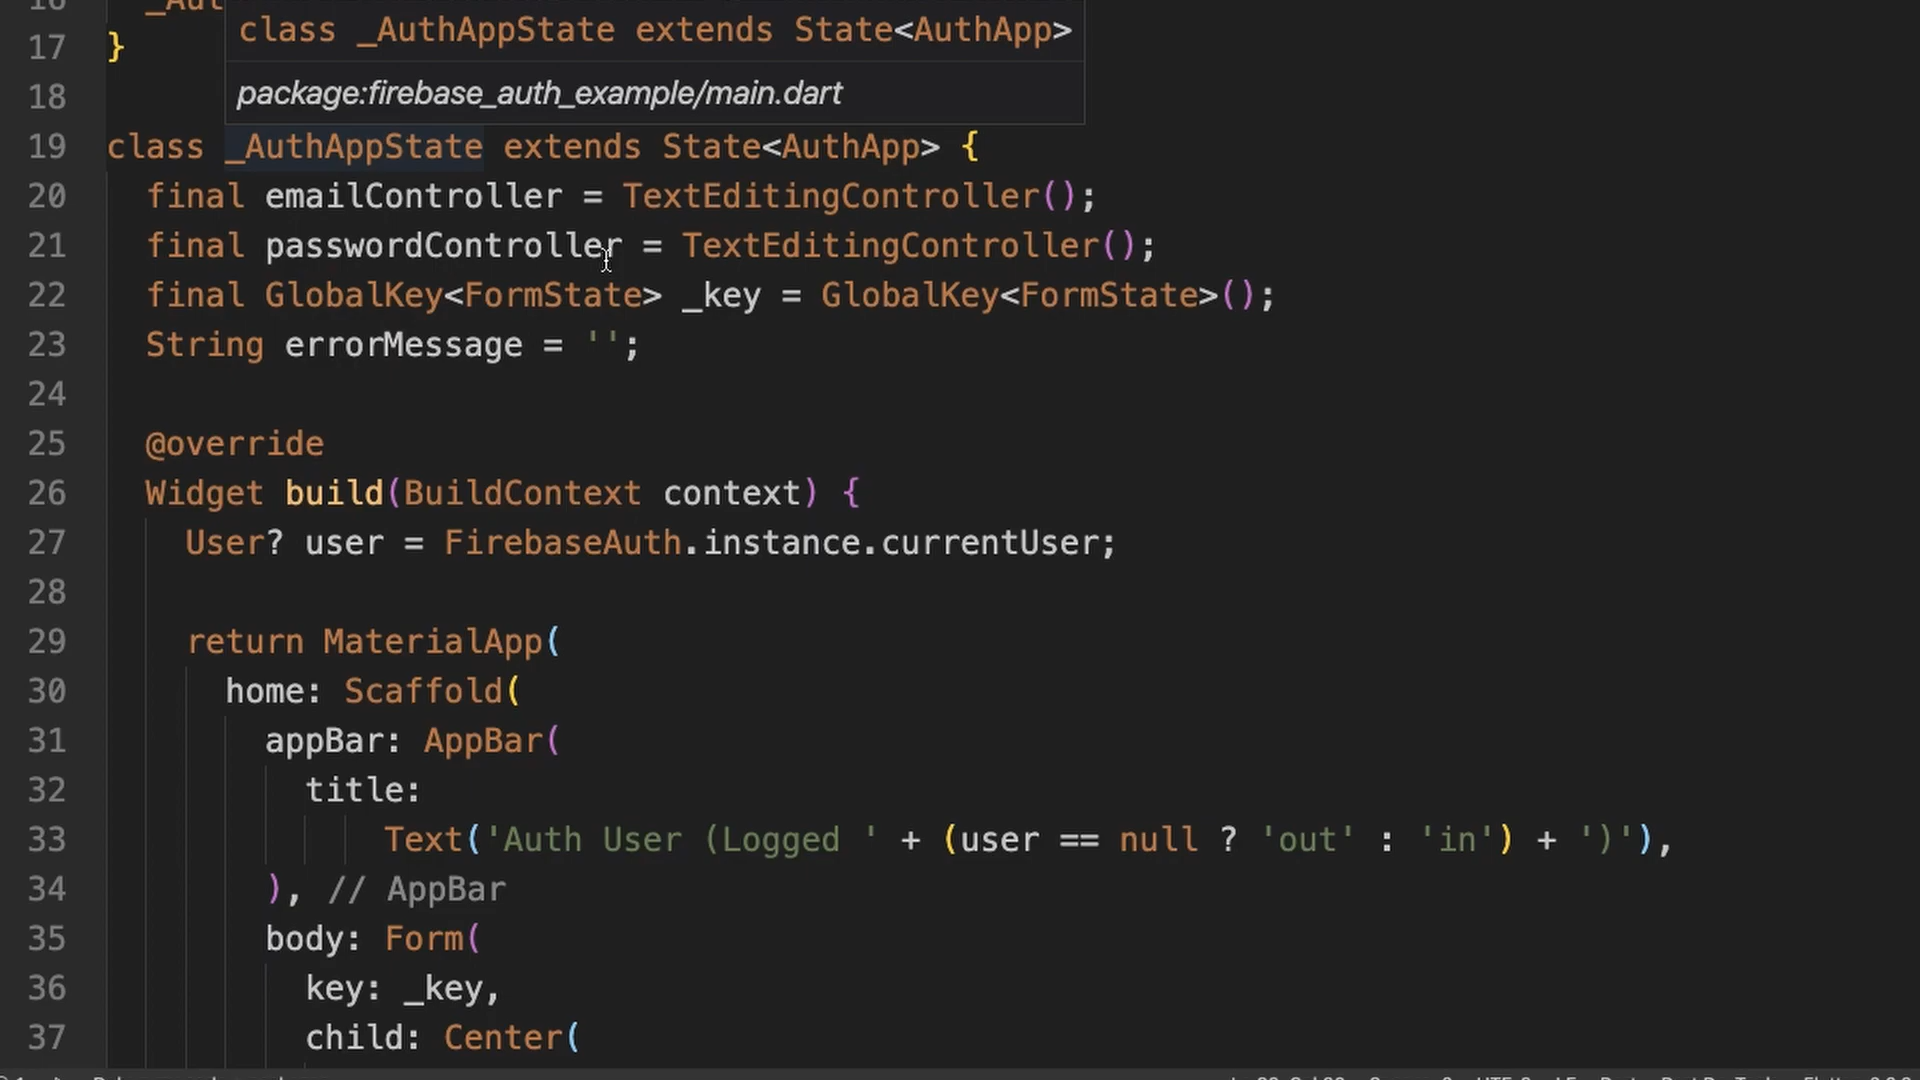 16 _Aut
class _AuthAppState extends State<AuthApp>
17 }
package:firebase_auth_example/main.dart
18
19 class _AuthAppState extends State<AuthApp> {
20 final emailController = TextEditingController();
21 final passwordController = TextEditingController();
22 final GlobalKey<FormState> _key = GlobalKey<FormState>();
23 String errorMessage = '';
24
25 @override
26 Widget build(BuildContext context) {
27 User? user = FirebaseAuth.instance.currentUser;
28
29 return MaterialApp(
30 home: Scaffold(
31 appBar: AppBar(
32 title:
33 Text('Auth User (Logged ' + (user == null ? 'out' : 'in') + ')'),
34 ), // AppBar
35 body: Form(
36 key: _key,
37 child: Center(